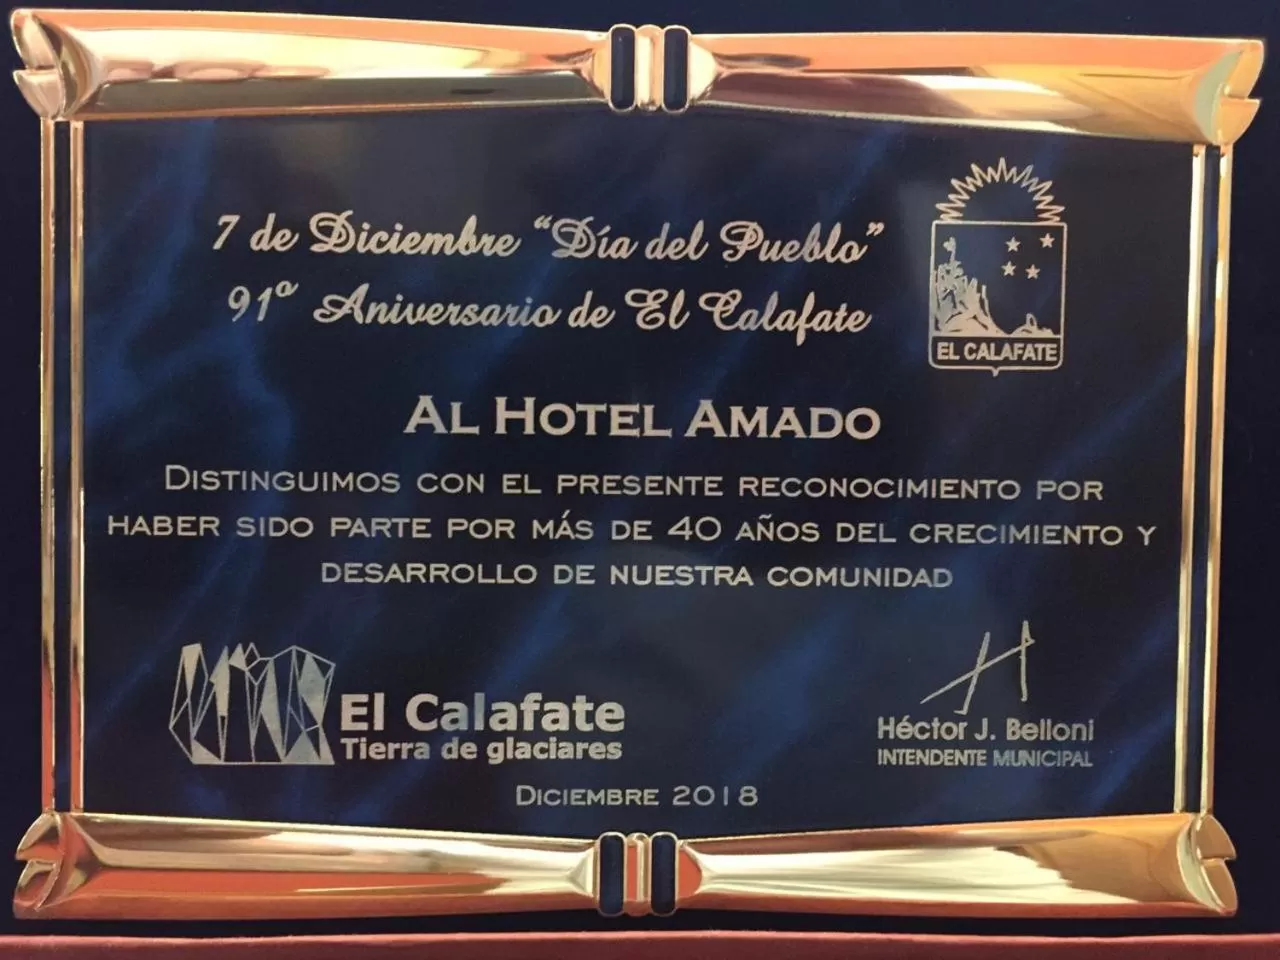 7 de Diciembre "Día del Pueblo"
91º Aniversario de El Calafate
EL CALAFATE
AL HOTEL AMADO
DISTINGUIMOS CON EL PRESENTE RECONOCIMIENTO POR
HABER SIDO PARTE POR MÁS DE 40 AÑOS DEL CRECIMIENTO Y
DESARROLLO DE NUESTRA COMUNIDAD
El Calafate
Tierra de glaciares
Héctor J. Belloni
INTENDENTE MUNICIPAL
DICIEMBRE 2018